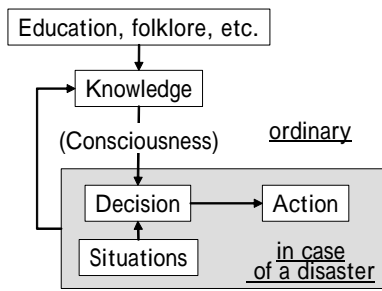 Education, folklore, etc.
Knowledge
(Consciousness)
ordinary
Decision
Action
Situations
in case
of a disaster